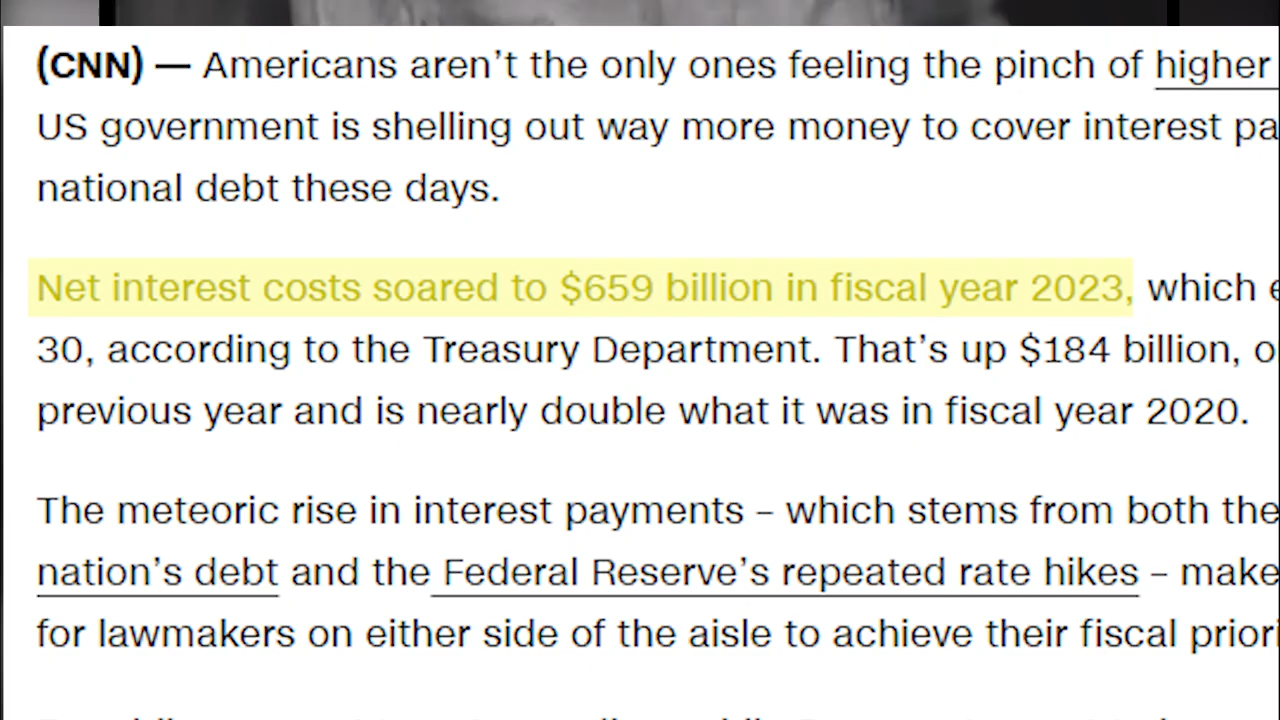 (CNN) — Americans aren’t the only ones feeling the pinch of higher
US government is shelling out way more money to cover interest
national debt these days.
Net interest costs soared to $659 billion in fiscal year 2023, which
30, according to the Treasury Department. That’s up $184 billion,
previous year and is nearly double what it was in fiscal year 2020.
The meteoric rise in interest payments – which stems from both the
nation’s debt and the Federal Reserve’s repeated rate hikes – make
for lawmakers on either side of the aisle to achieve their fiscal